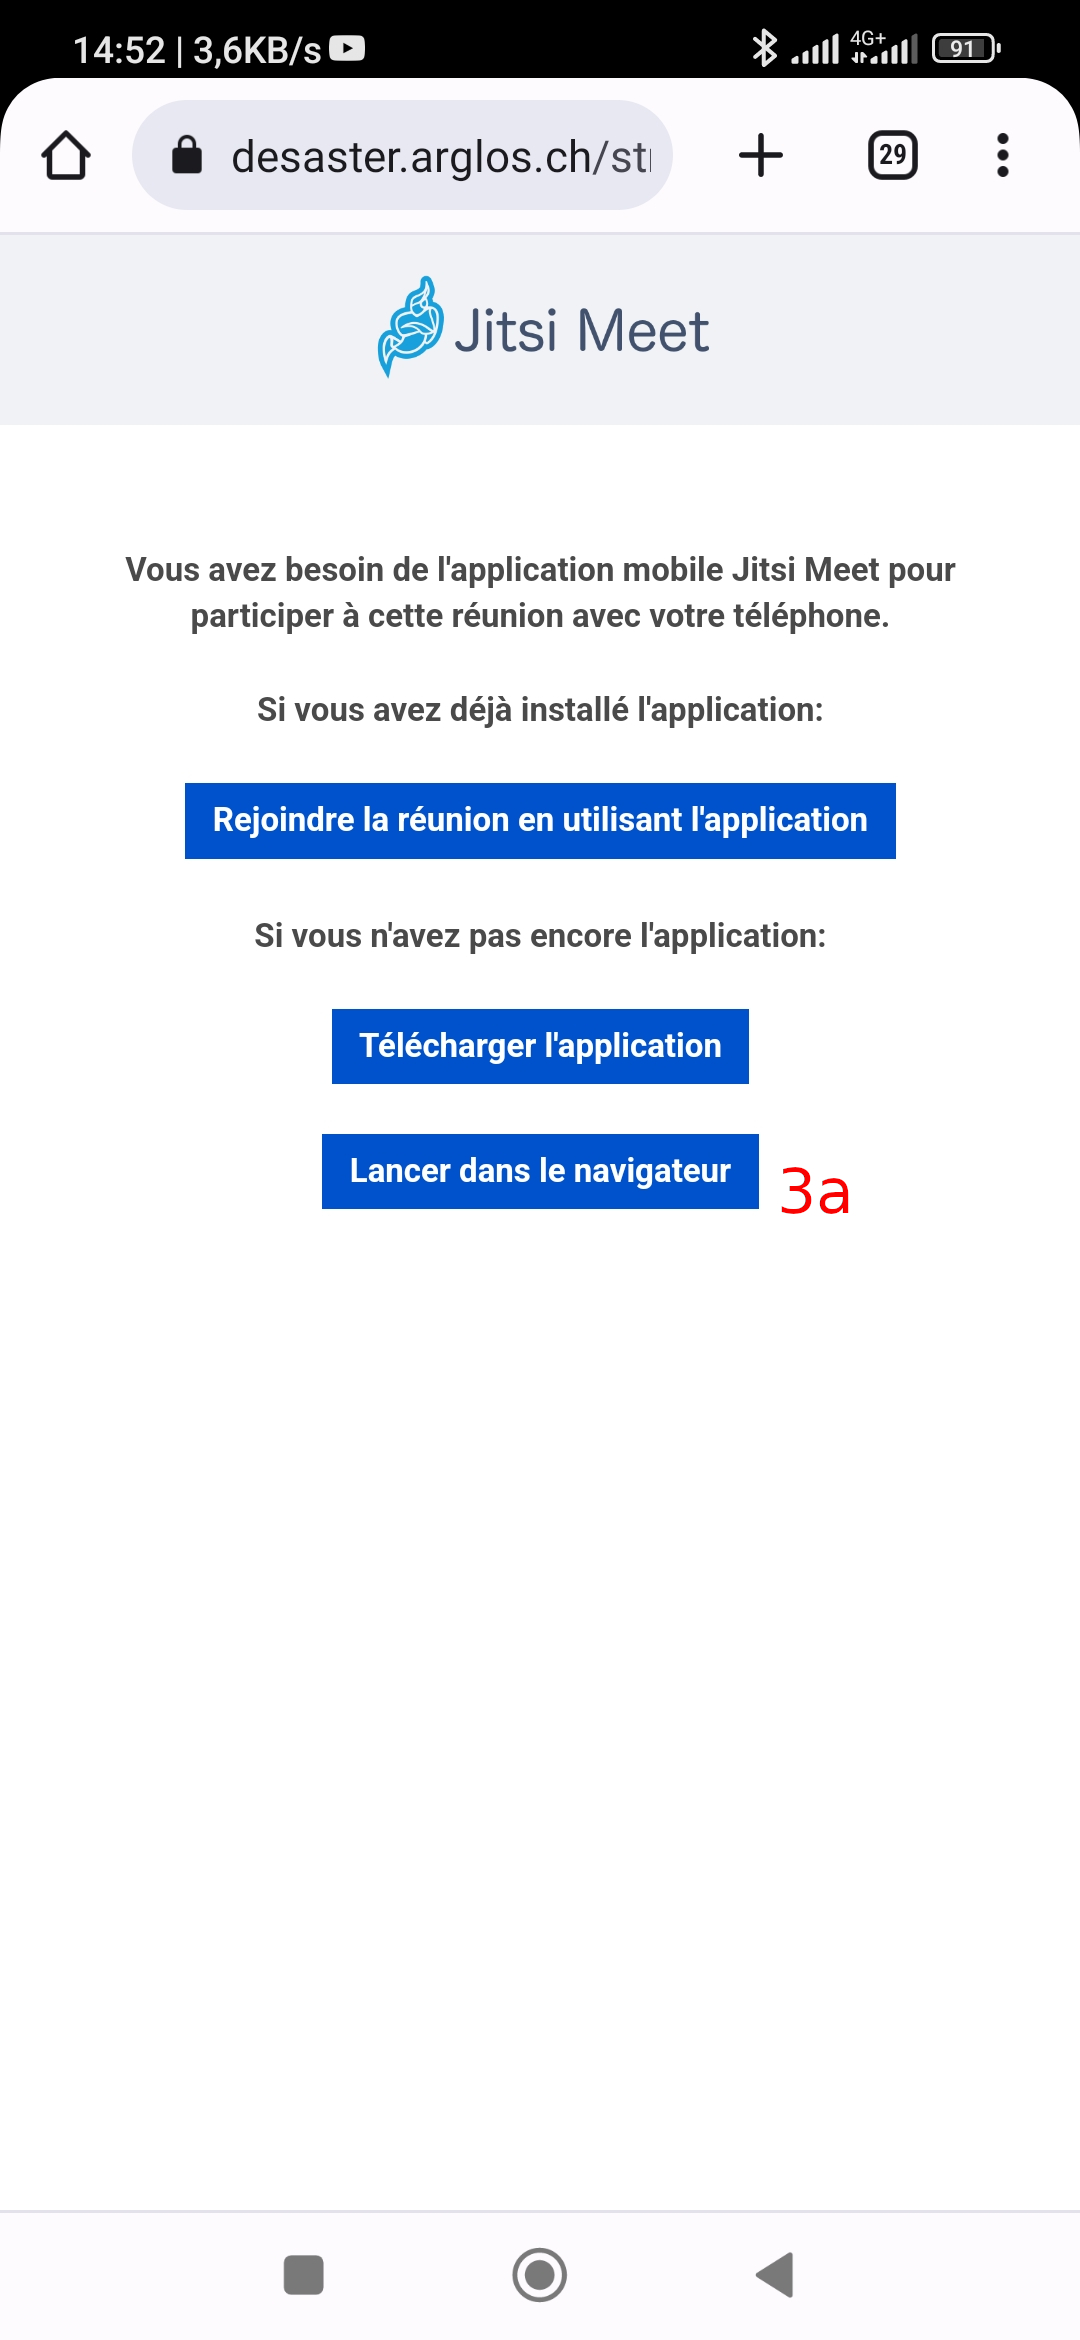 14:52 | 3,6KB/s
4G+
91
desaster.arglos.ch/st
29
Jitsi Meet
Vous avez besoin de l'application mobile Jitsi Meet pour
participer à cette réunion avec votre téléphone.
Si vous avez déjà installé l'application:
Rejoindre la réunion en utilisant l'application
Si vous n'avez pas encore l'application:
Télécharger l'application
Lancer dans le navigateur
3a